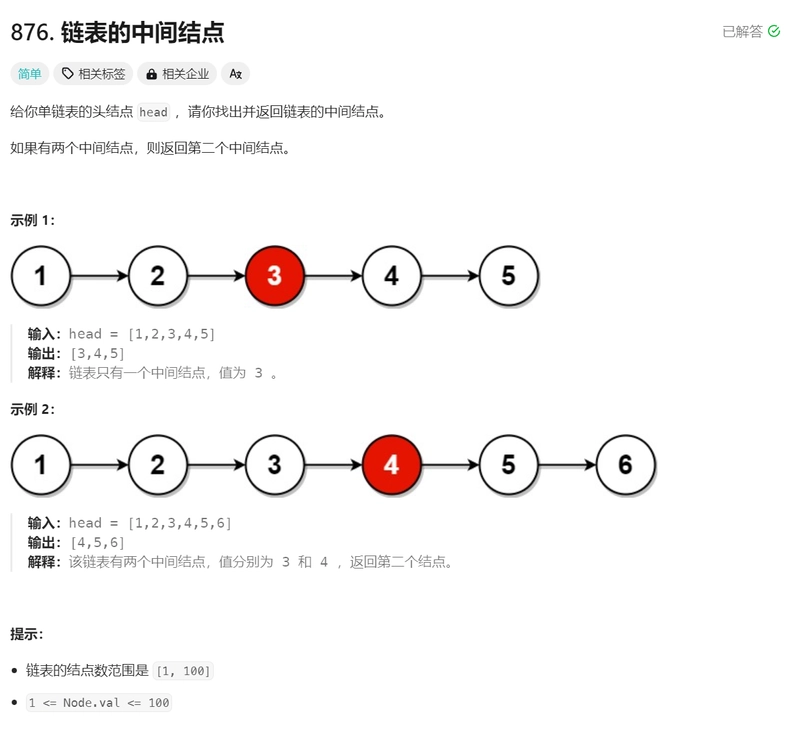 876. 链表的中间结点
已解答
简单 相关标签 相关企业 Aあ
给你单链表的头结点 head ，请你找出并返回链表的中间结点。
如果有两个中间结点，则返回第二个中间结点。
示例 1：
1 2 3 4 5
输入：head = [1,2,3,4,5]
输出：[3,4,5]
解释：链表只有一个中间结点，值为 3 。
示例 2：
1 2 3 4 5 6
输入：head = [1,2,3,4,5,6]
输出：[4,5,6]
解释：该链表有两个中间结点，值分别为 3 和 4 ，返回第二个结点。
提示：
• 链表的结点数范围是 [1, 100]
• 1 <= Node.val <= 100